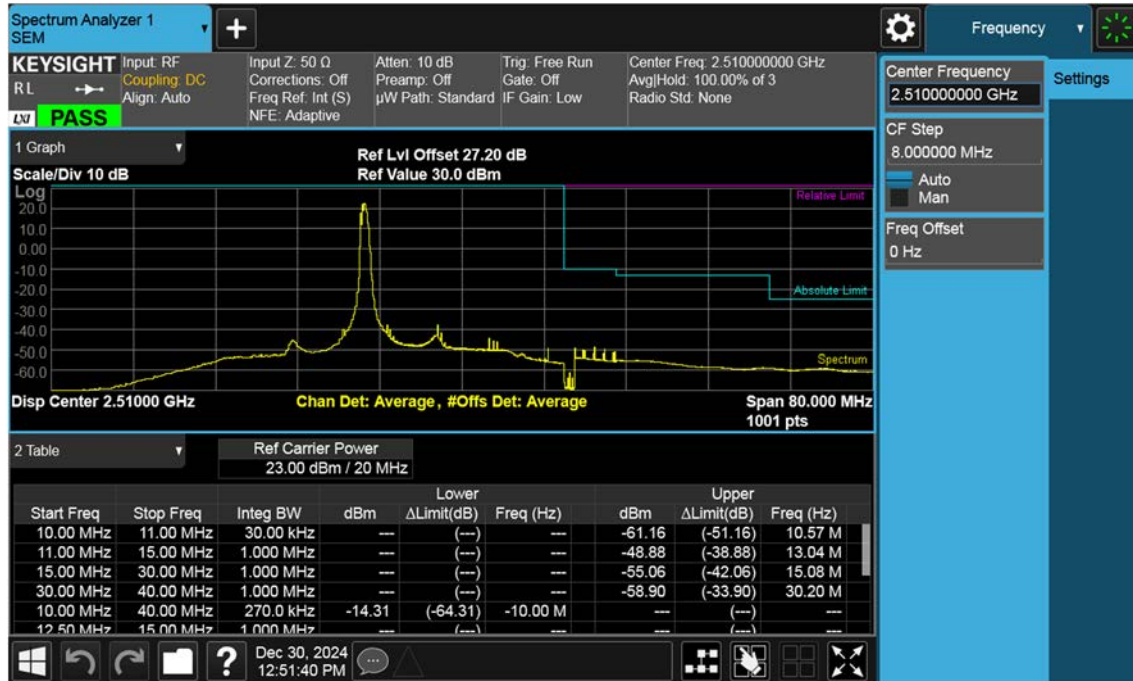 Spectrum Analyzer 1
SEM
Frequency
KEYSIGHT
R L
LXI
PASS
Input: RF
Coupling: DC
Align: Auto
Input Z: 50 Ω
Corrections: Off
Freq Ref: Int (S)
NFE: Adaptive
Atten: 10 dB
Preamp: Off
µW Path: Standard
Trig: Free Run
Gate: Off
IF Gain: Low
Center Freq: 2.510000000 GHz
Avg|Hold: 100.00% of 3
Radio Std: None
Center Frequency
2.510000000 GHz
Settings
CF Step
8.000000 MHz
Auto
Man
Freq Offset
0 Hz
1 Graph
Scale/Div 10 dB
Ref Lvl Offset 27.20 dB
Ref Value 30.0 dBm
Log
20.0
10.0
0.00
-10.0
-20.0
-30.0
-40.0
-50.0
-60.0
Relative Limit
Absolute Limit
Spectrum
Disp Center 2.51000 GHz
Chan Det: Average, #Offs Det: Average
Span 80.000 MHz
1001 pts
2 Table
Ref Carrier Power
23.00 dBm / 20 MHz
Lower Upper
Start Freq Stop Freq Integ BW dBm ΔLimit(dB) Freq (Hz) dBm ΔLimit(dB) Freq (Hz)
10.00 MHz 11.00 MHz 30.00 kHz --- (---) --- -61.16 (-51.16) 10.57 M
11.00 MHz 15.00 MHz 1.000 MHz --- (---) --- -48.88 (-38.88) 13.04 M
15.00 MHz 30.00 MHz 1.000 MHz --- (---) --- -55.06 (-42.06) 15.08 M
30.00 MHz 40.00 MHz 1.000 MHz --- (---) --- -58.90 (-33.90) 30.20 M
10.00 MHz 40.00 MHz 270.0 kHz -14.31 (-64.31) -10.00 M --- (---) ---
12.50 MHz 15.00 MHz 1.000 MHz --- (---) --- --- (---) ---
?
Dec 30, 2024
12:51:40 PM